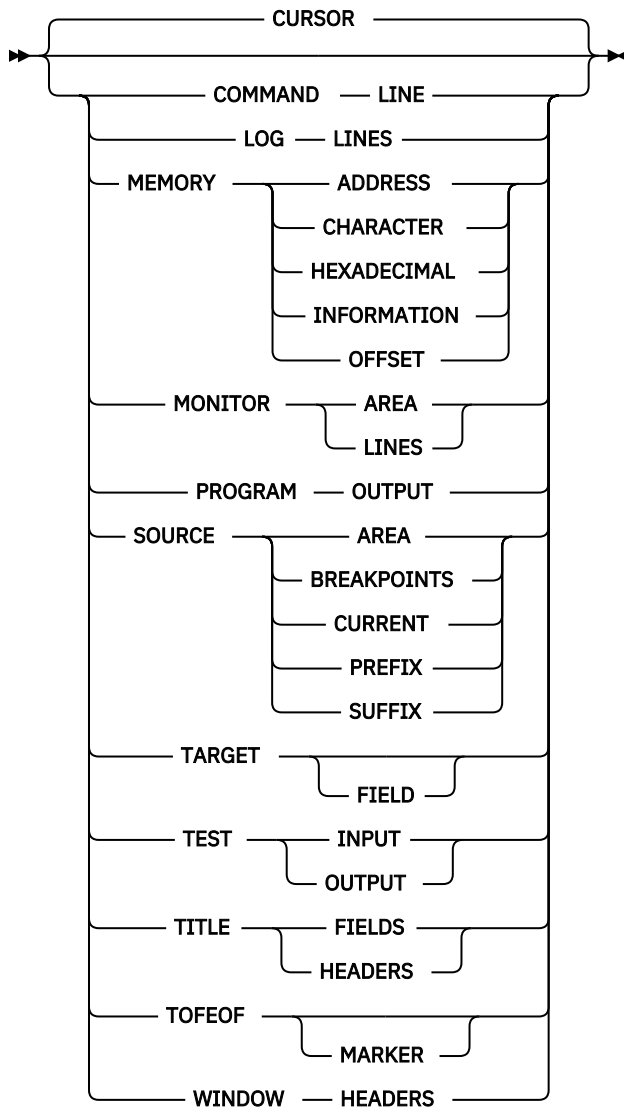 CURSOR
COMMAND LINE
LOG LINES
MEMORY ADDRESS
CHARACTER
HEXADECIMAL
INFORMATION
OFFSET
MONITOR AREA
LINES
PROGRAM OUTPUT
SOURCE AREA
BREAKPOINTS
CURRENT
PREFIX
SUFFIX
TARGET
FIELD
TEST INPUT
OUTPUT
TITLE FIELDS
HEADERS
TOFEOF
MARKER
WINDOW HEADERS